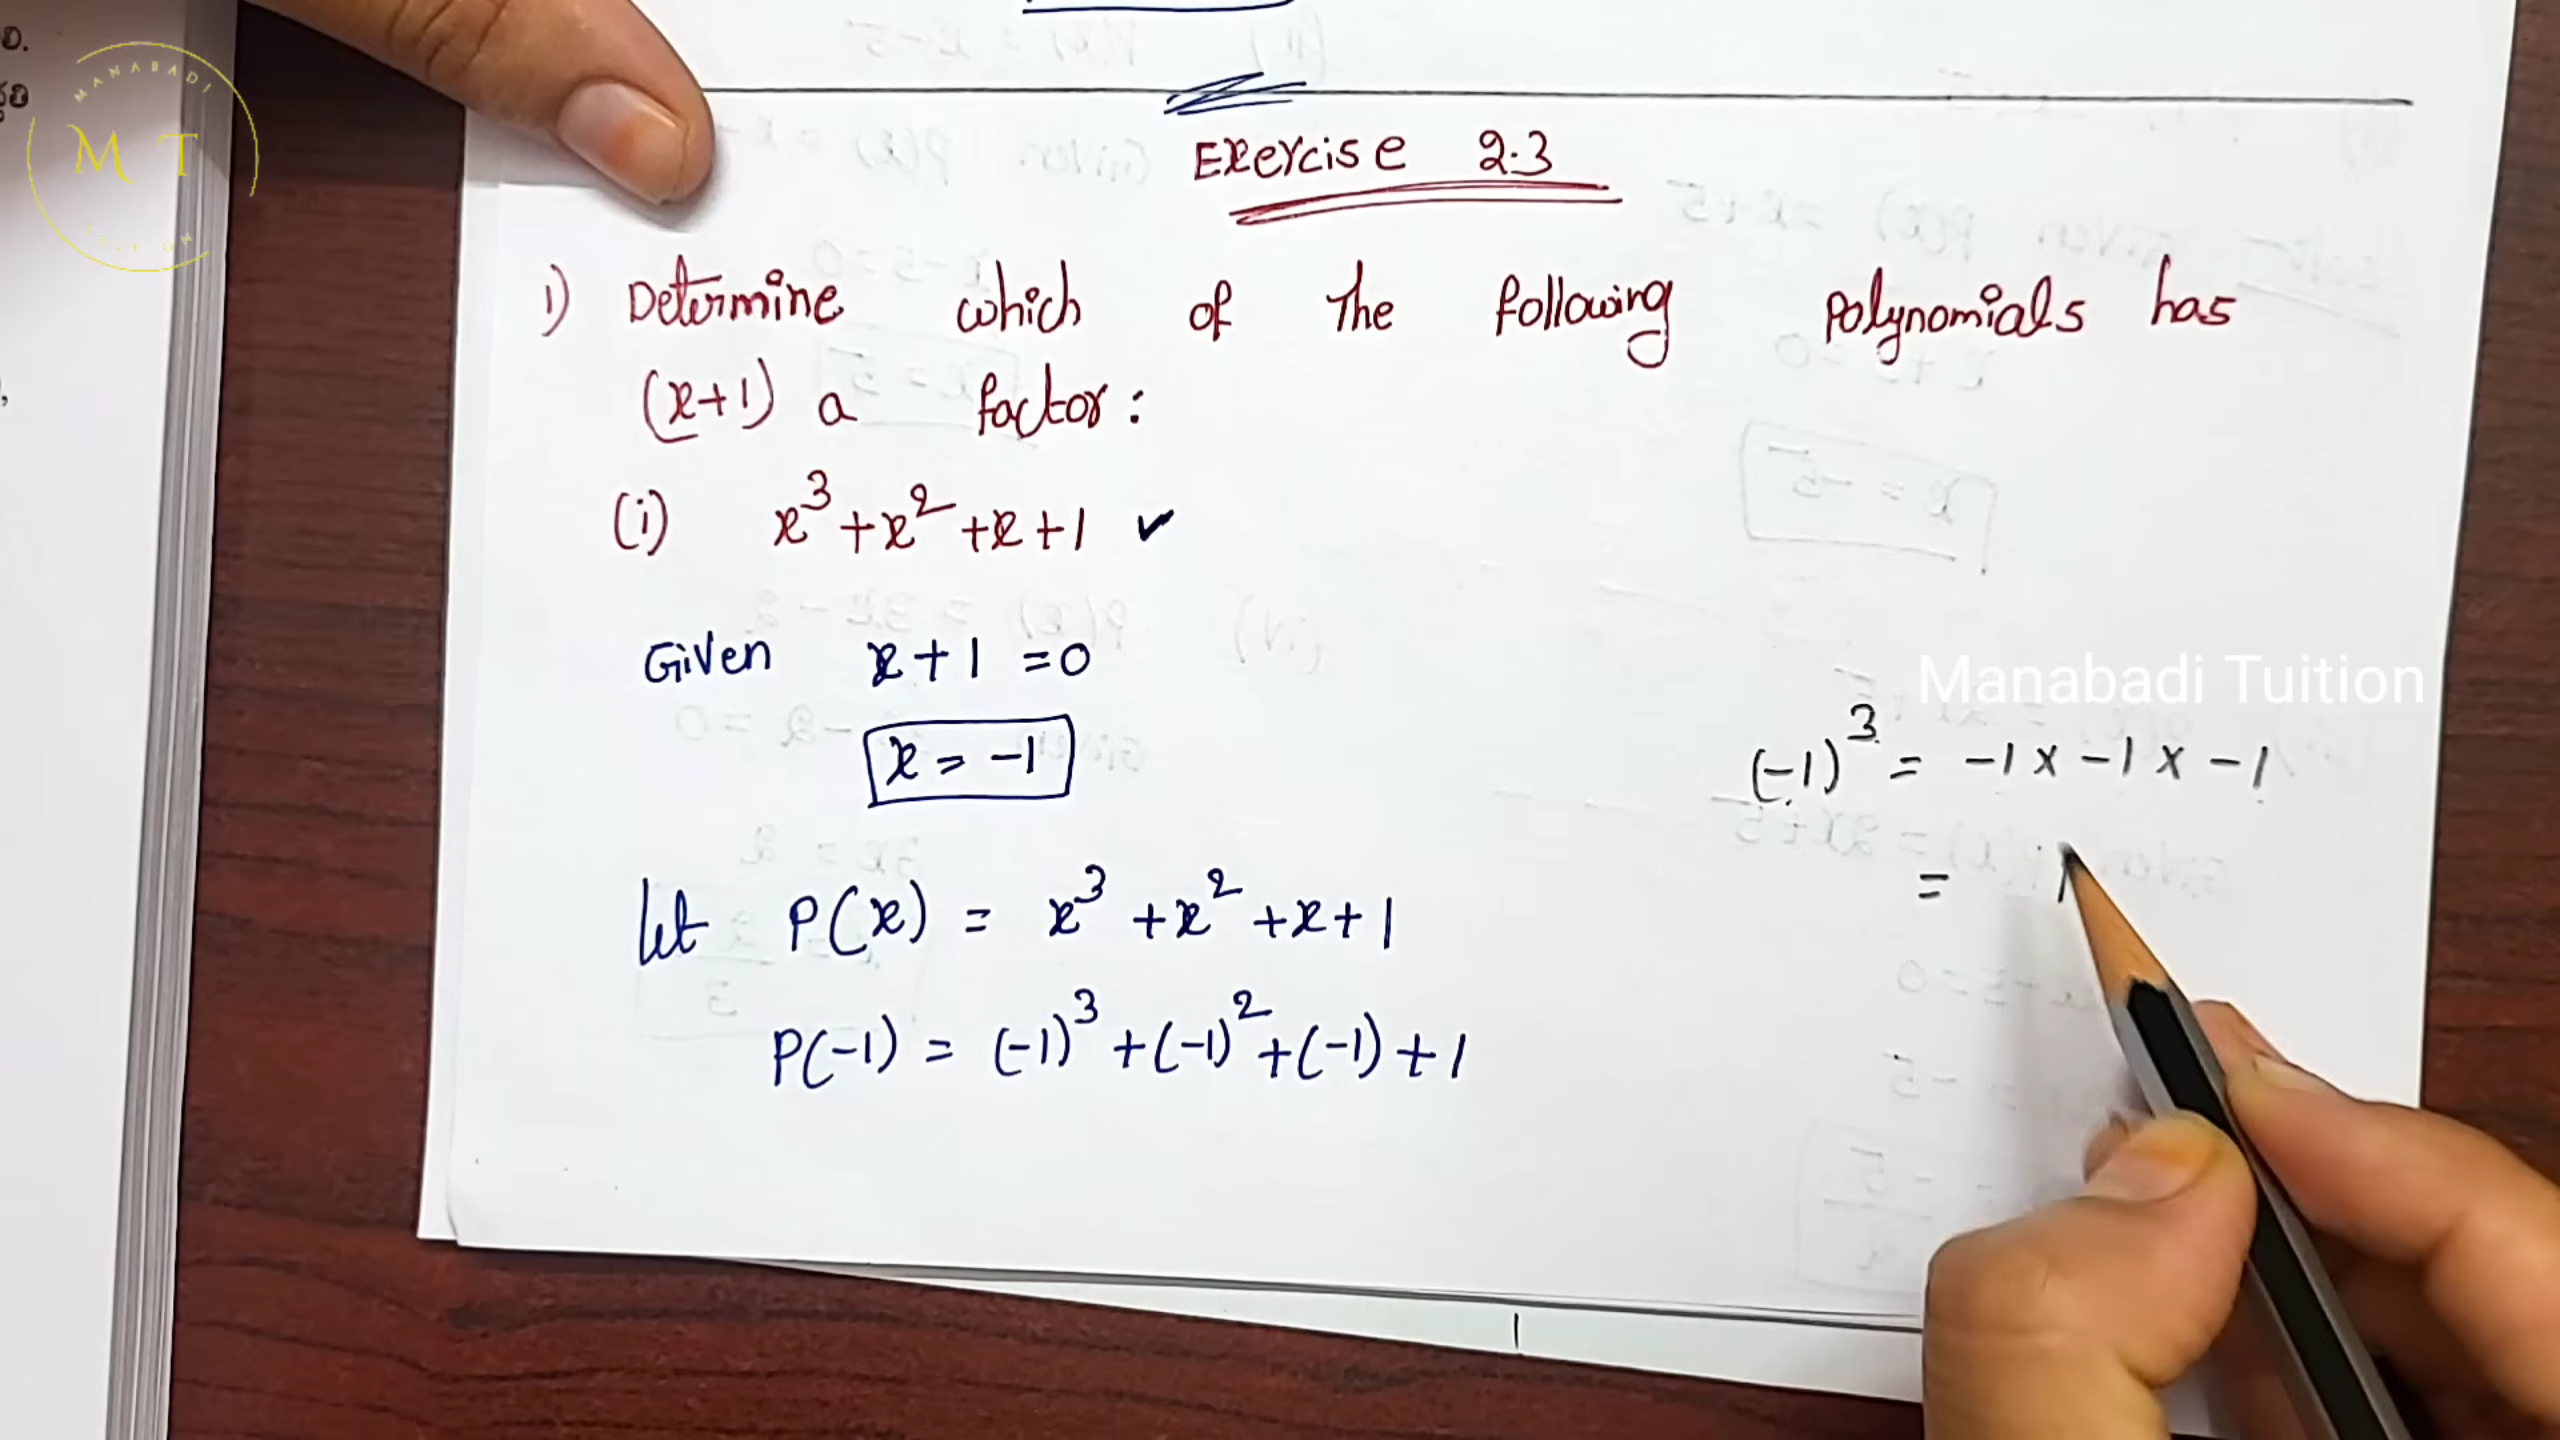 MANABADI
M T
TUITION
Exercise 2.3
1) Determine which of the following polynomials has
(x+1) a factor:
(i) x³+x²+x+1 ✓
Given x+1 =0
x = -1
Manabadi Tuition
(-1)³ = -1 x -1 x -1
= 1
let P(x) = x³ +x² +x+1
P(-1) = (-1)³ +(-1)² +(-1) +1